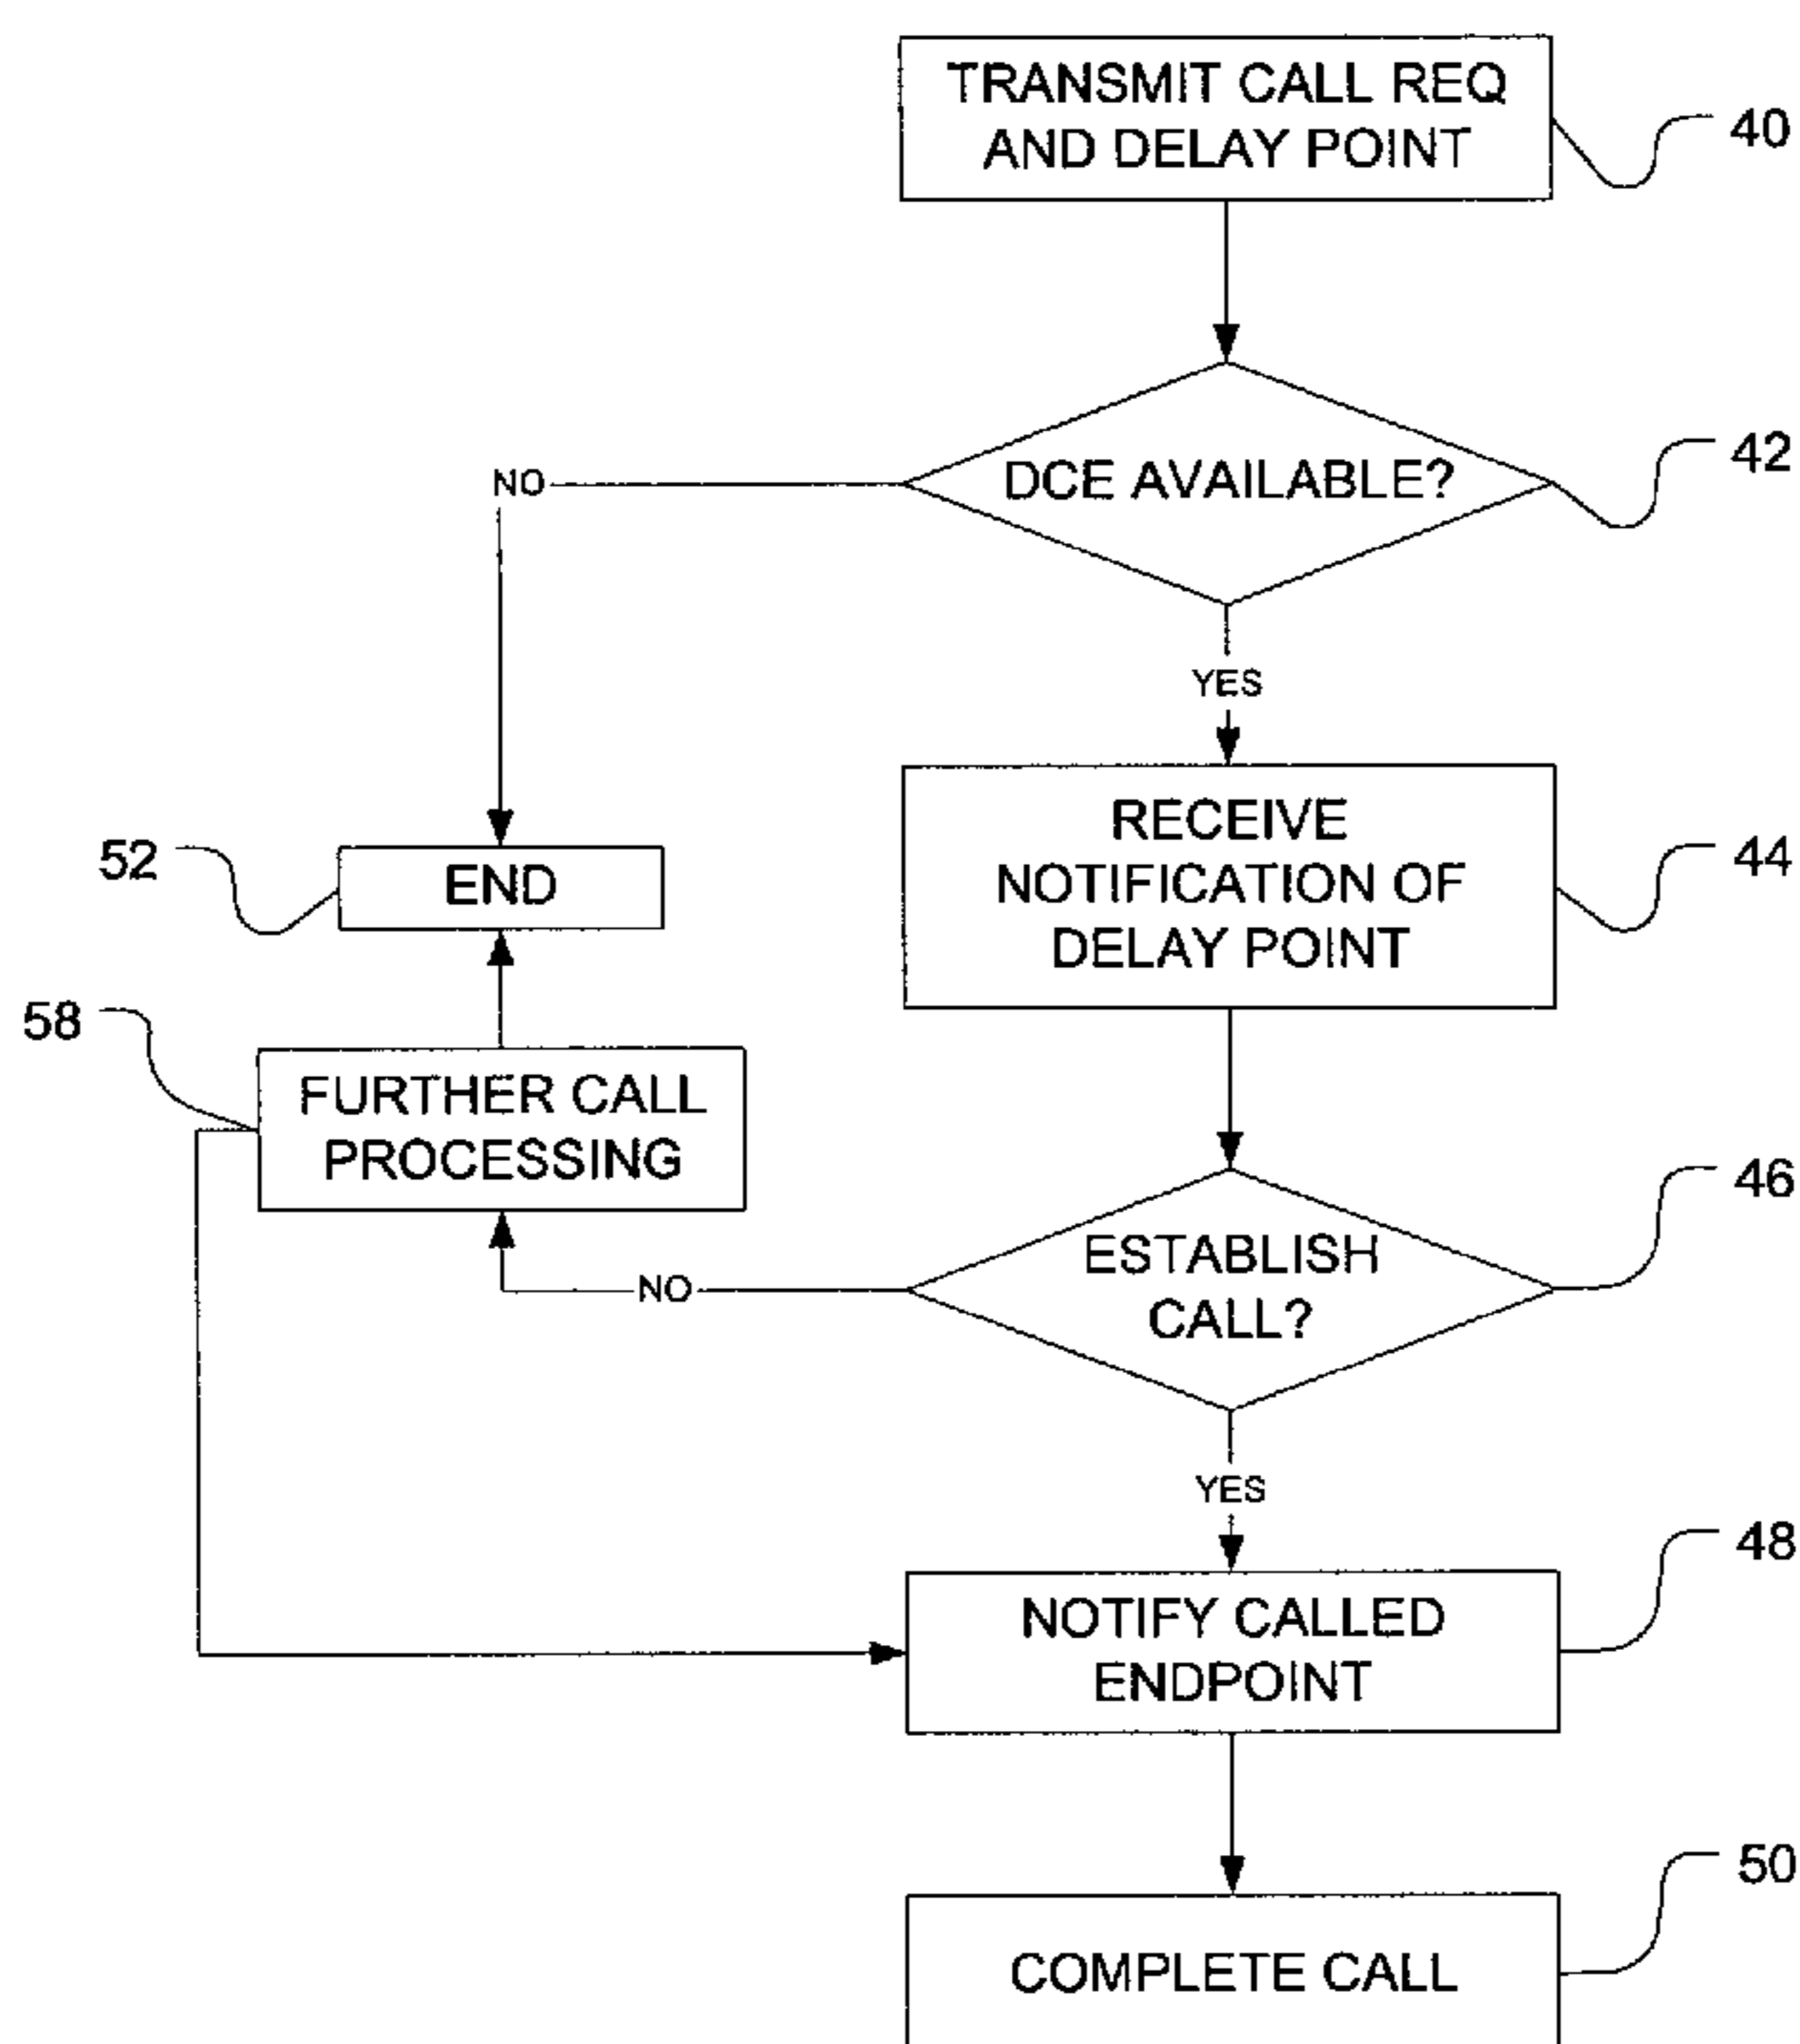 TRANSMIT CALL REQ
AND DELAY POINT
40
DCE AVAILABLE?
42
NO
YES
RECEIVE
NOTIFICATION OF
DELAY POINT
44
52
END
58
FURTHER CALL
PROCESSING
ESTABLISH
CALL?
46
NO
YES
NOTIFY CALLED
ENDPOINT
48
COMPLETE CALL
50